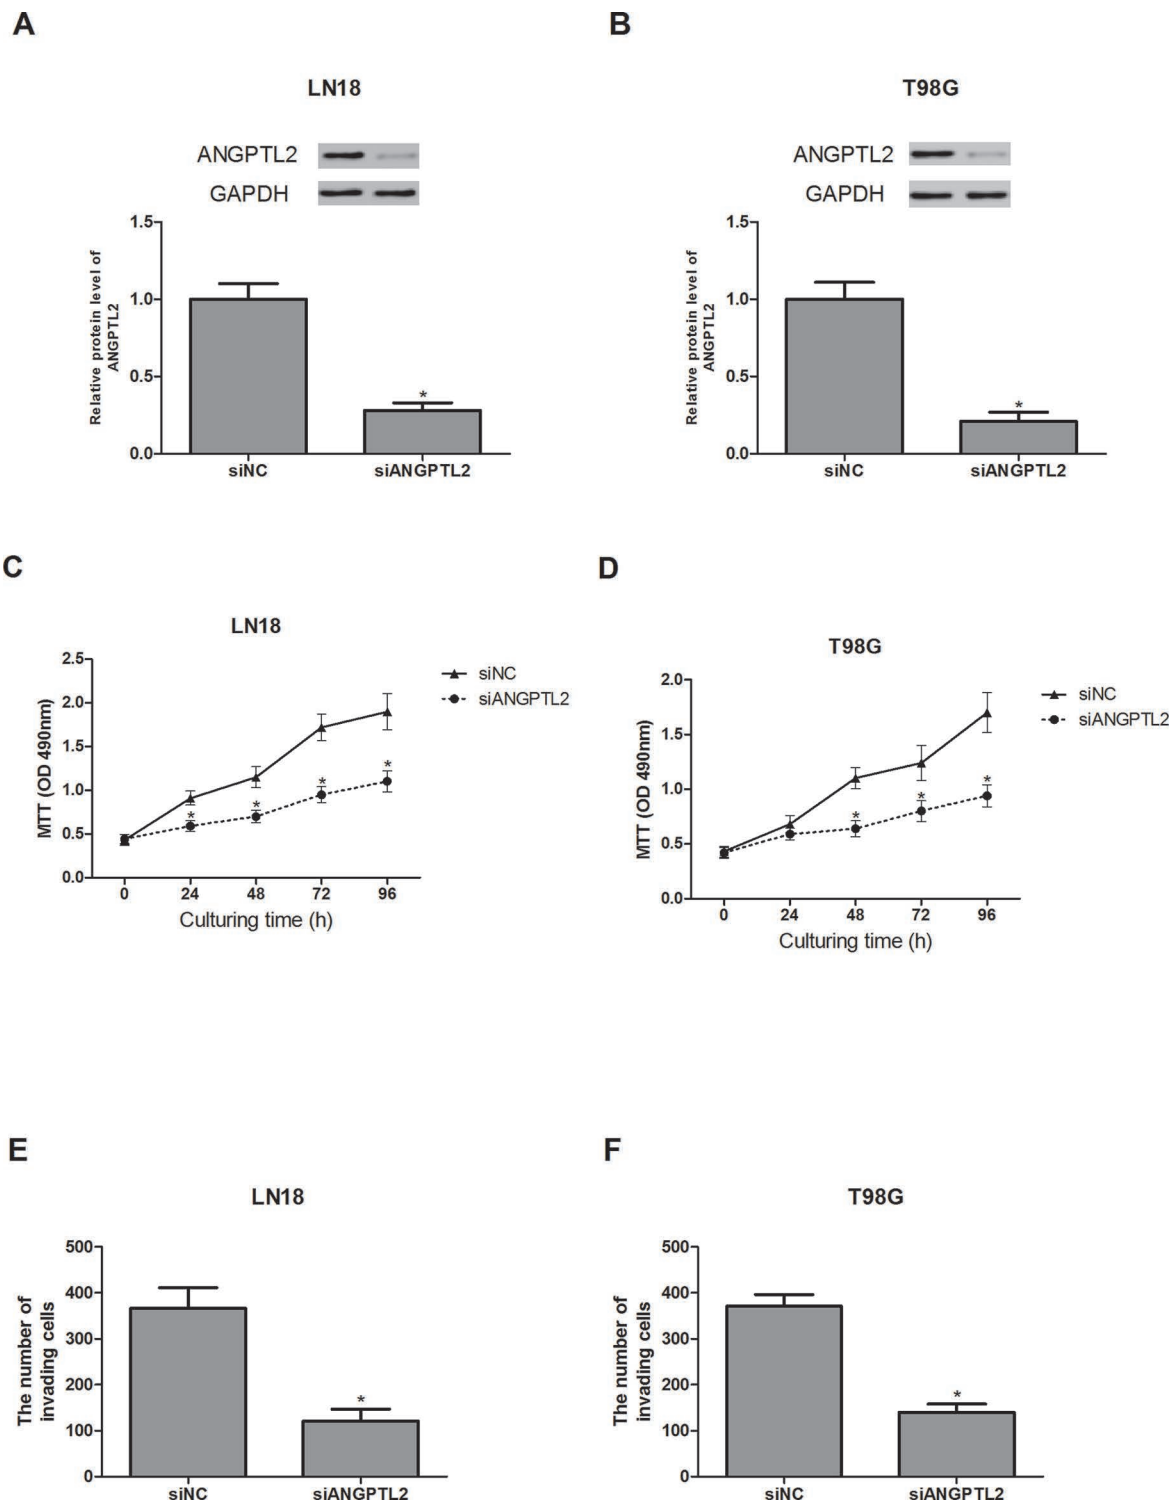 A
LN18
ANGPTL2
GAPDH
Relative protein level of
ANGPTL2
1.5
1.0
0.5
0.0
*
siNC
siANGPTL2
B
T98G
ANGPTL2
GAPDH
Relative protein level of
ANGPTL2
1.5
1.0
0.5
0.0
*
siNC
siANGPTL2
C
LN18
MTT (OD 490nm)
2.5
2.0
1.5
1.0
0.5
0.0
* * * *
0 24 48 72 96
Culturing time (h)
siNC
siANGPTL2
D
T98G
MTT (OD 490nm)
2.0
1.5
1.0
0.5
0.0
* * *
0 24 48 72 96
Culturing time (h)
siNC
siANGPTL2
E
LN18
The number of
invading cells
500
400
300
200
100
0
*
siNC
siANGPTL2
F
T98G
The number of
invading cells
500
400
300
200
100
0
*
siNC
siANGPTL2